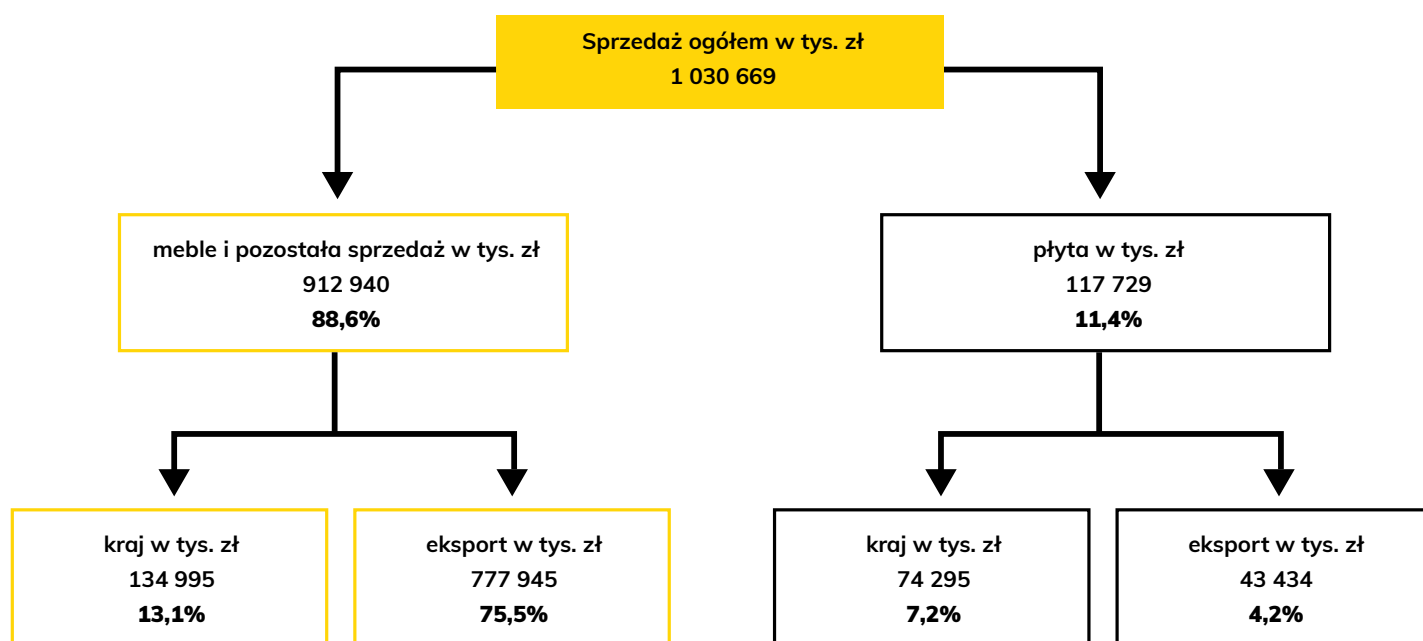 Sprzedaż ogółem w tys. zł
1 030 669
meble i pozostała sprzedaż w tys. zł
912 940
88,6%
płyta w tys. zł
117 729
11,4%
kraj w tys. zł
134 995
13,1%
eksport w tys. zł
777 945
75,5%
kraj w tys. zł
74 295
7,2%
eksport w tys. zł
43 434
4,2%